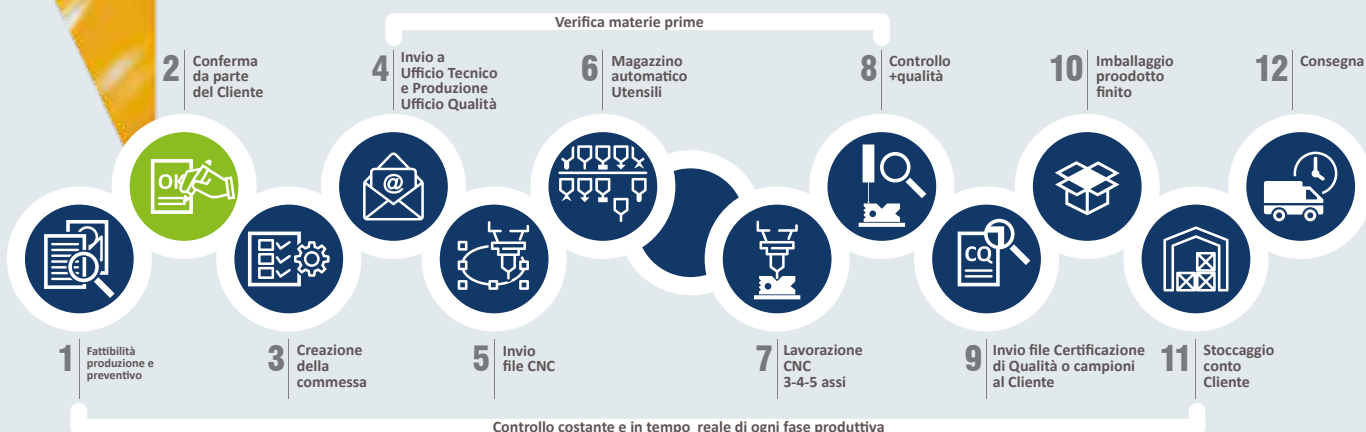 Verifica materie prime
2 Conferma
da parte
del Cliente
4 Invio a
Ufficio Tecnico
e Produzione
Ufficio Qualità
6 Magazzino
automatico
Utensili
8 Controllo
+qualità
10 Imballaggio
proodotto
finito
12 Consegna
OK
@
CQ
1 Fattibilità
produzione e
preventivo
3 Creazione
della
commessa
5 Invio
file CNC
7 Lavorazione
CNC
3-4-5 assi
9 Invio file Certificazione
di Qualità o campioni
al Cliente
11 Stoccaggio
conto
Cliente
Controllo costante e in tempo reale di ogni fase produttiva